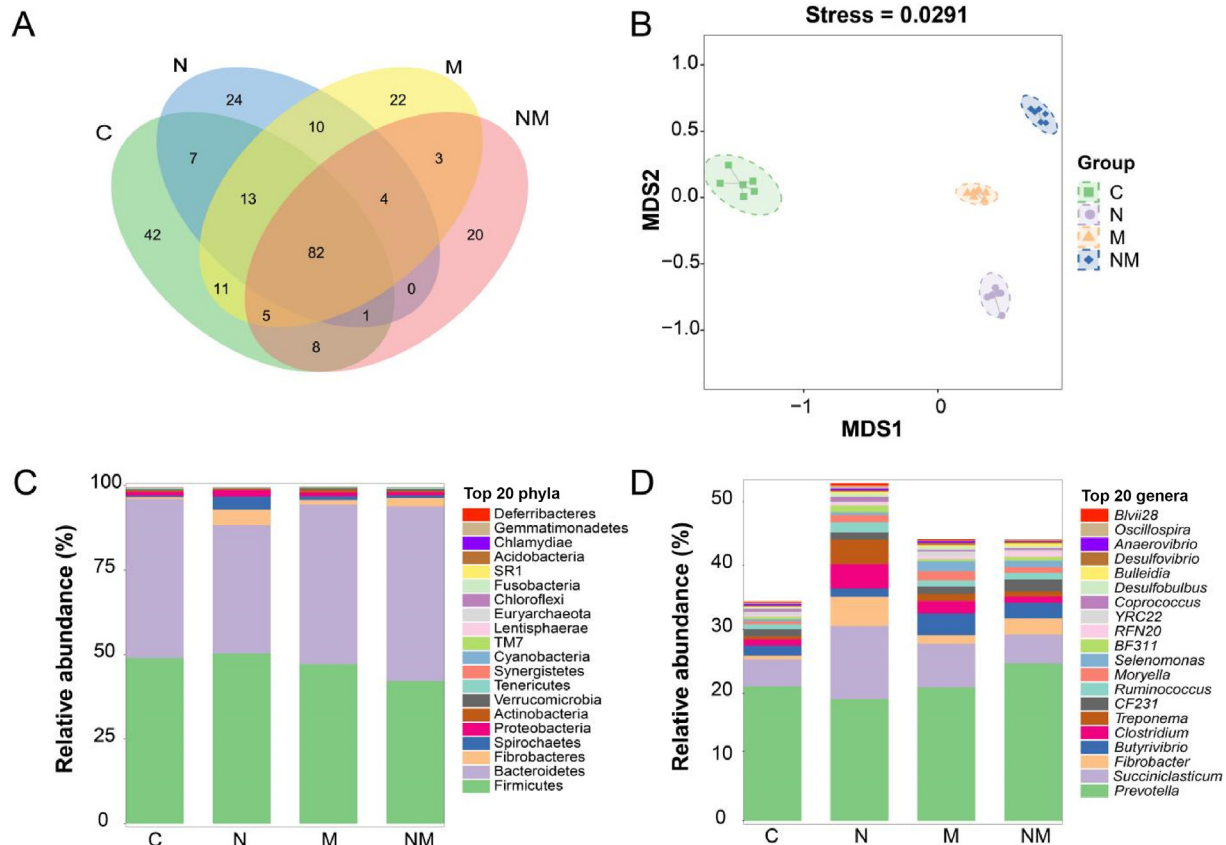 A
N
M
C
NM
24
22
10
7
3
13
4
42
20
82
11
0
5
1
8
B
Stress = 0.0291
MDS2
1.0
0.5
0.0
−0.5
−1.0
−1
0
MDS1
Group
C
N
M
NM
C
Relative abundance (%)
100
75
50
25
0
C
N
M
NM
Top 20 phyla
Deferribacteres
Gemmatimonadetes
Chlamydiae
Acidobacteria
SR1
Fusobacteria
Chloroflexi
Euryarchaeota
Lentisphaerae
TM7
Cyanobacteria
Synergistetes
Tenericutes
Verrucomicrobia
Actinobacteria
Proteobacteria
Spirochaetes
Fibrobacteres
Bacteroidetes
Firmicutes
D
Relative abundance (%)
50
40
30
20
10
0
C
N
M
NM
Top 20 genera
Blvii28
Oscillospira
Anaerovibrio
Desulfovibrio
Bulleidia
Desulfobulbus
Coprococcus
YRC22
RFN20
BF311
Selenomonas
Moryella
Ruminococcus
CF231
Treponema
Clostridium
Butyrivibrio
Fibrobacter
Succiniclasticum
Prevotella